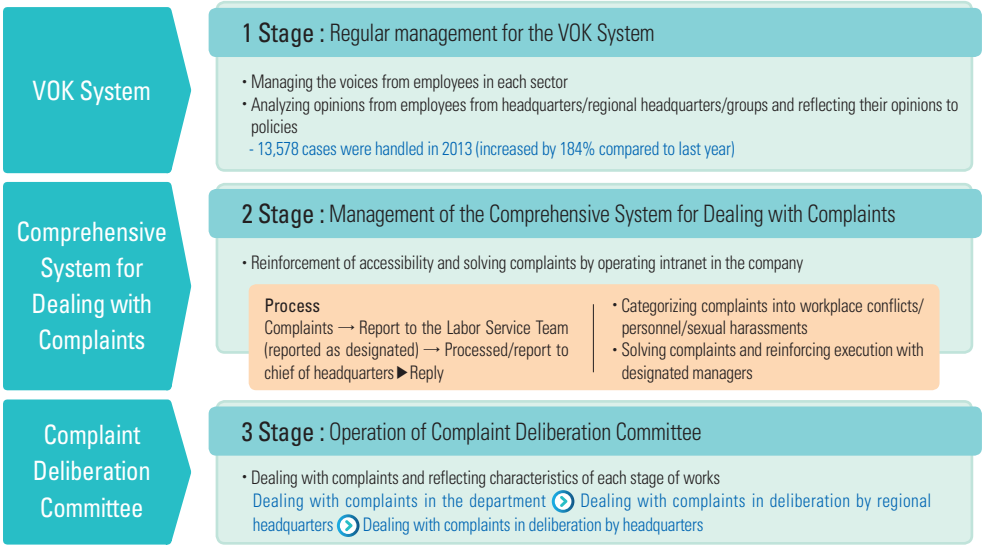 VOK System
1 Stage : Regular management for the VOK System
• Managing the voices from employees in each sector
• Analyzing opinions from employees from headquarters/regional headquarters/groups and reflecting their opinions to
policies
- 13,578 cases were handled in 2013 (increased by 184% compared to last year)
Comprehensive
System for
Dealing with
Complaints
2 Stage : Management of the Comprehensive System for Dealing with Complaints
• Reinforcement of accessibility and solving complaints by operating intranet in the company
Process
Complaints → Report to the Labor Service Team
(reported as designated) → Processed/report to
chief of headquarters▶Reply
• Categorizing complaints into workplace conflicts/
personnel/sexual harassments
• Solving complaints and reinforcing execution with
designated managers
Complaint
Deliberation
Committee
3 Stage : Operation of Complaint Deliberation Committee
• Dealing with complaints and reflecting characteristics of each stage of works
Dealing with complaints in the department > Dealing with complaints in deliberation by regional
headquarters > Dealing with complaints in deliberation by headquarters